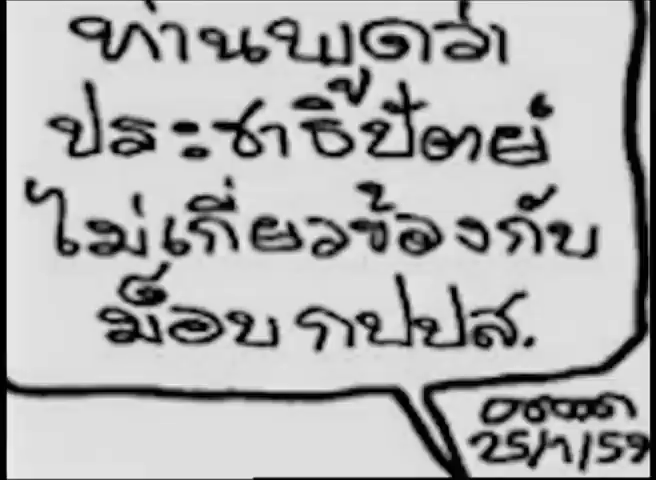 ท่านพูดว่า
ประชาธิปัตย์
ไม่เกี่ยวข้องกับ
ม็อบ กปปส.
25/1/59